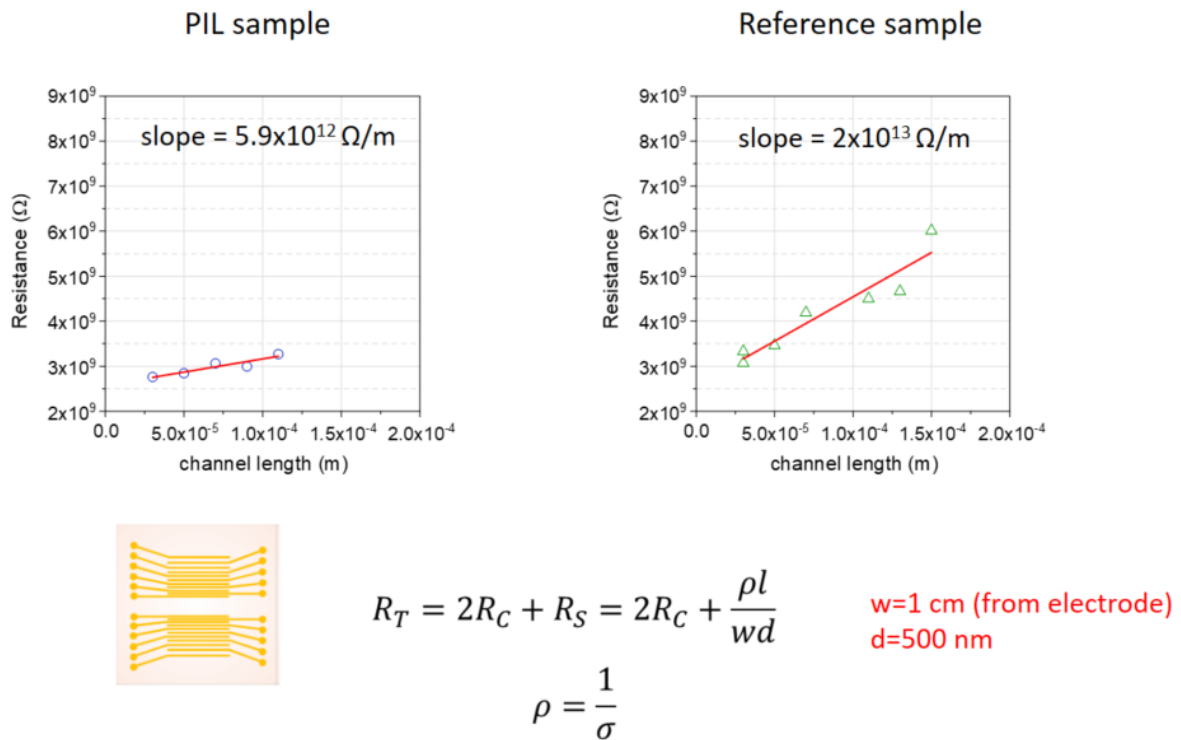 PIL sample
Reference sample
9x10⁹
8x10⁹
7x10⁹
6x10⁹
5x10⁹
4x10⁹
3x10⁹
2x10⁹
Resistance (Ω)
slope = 5.9x10¹² Ω/m
0.0 5.0x10⁻⁵ 1.0x10⁻⁴ 1.5x10⁻⁴ 2.0x10⁻⁴
channel length (m)
9x10⁹
8x10⁹
7x10⁹
6x10⁹
5x10⁹
4x10⁹
3x10⁹
2x10⁹
Resistance (Ω)
slope = 2x10¹³ Ω/m
0.0 5.0x10⁻⁵ 1.0x10⁻⁴ 1.5x10⁻⁴ 2.0x10⁻⁴
channel length (m)
R_T = 2R_C + R_S = 2R_C + ρl/wd
ρ = 1/σ
w=1 cm (from electrode)
d=500 nm